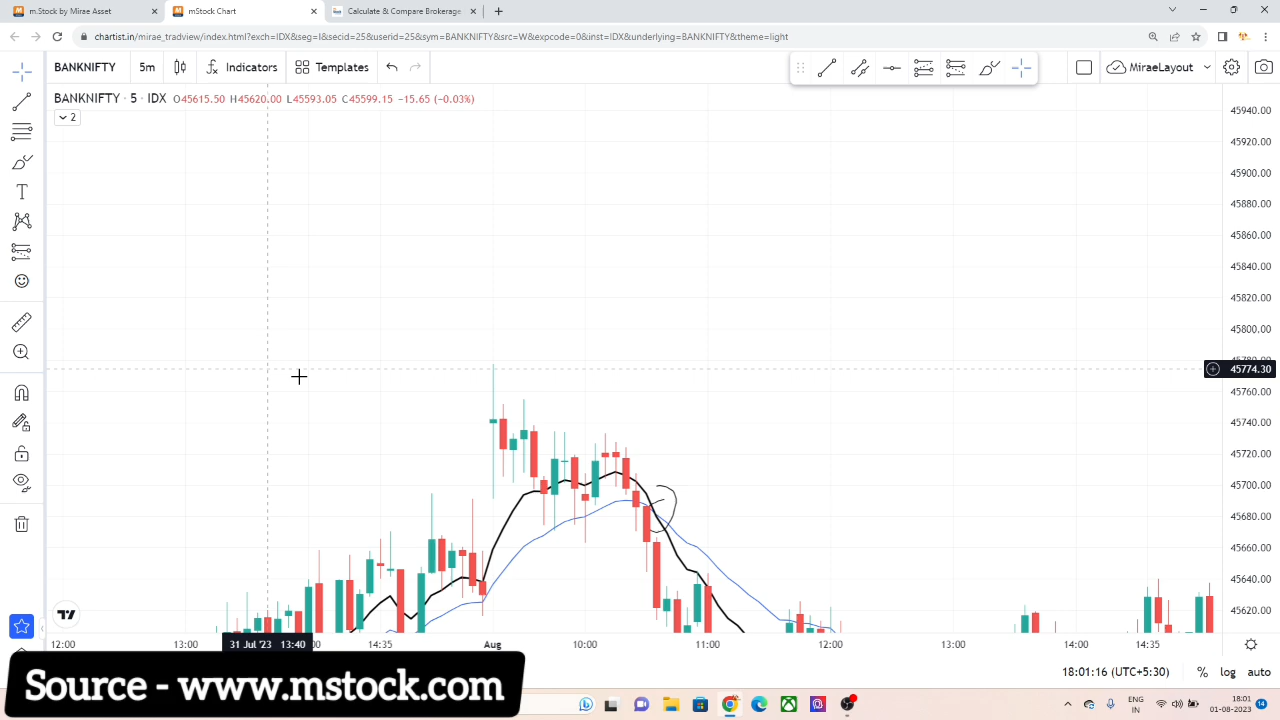 m.Stock by Mirae Asset
mStock Chart
Calculate & Compare Brokerage
chartist.in/mirae_tradview/index.html?exch=IDX&seg=I&secid=25&userid=25&sym=BANKNIFTY&src=W&expcode=0&inst=IDX&underlying=BANKNIFTY&theme=light
BANKNIFTY 5m Indicators Templates MiraeLayout
BANKNIFTY · 5 · IDX O45615.50 H45620.00 L45593.05 C45599.15 −15.65 (−0.03%)
2
45940.00
45920.00
45900.00
45880.00
45860.00
45840.00
45820.00
45800.00
45780.00
45774.30
45760.00
45740.00
45720.00
45700.00
45680.00
45660.00
45640.00
45620.00
12:00 13:00 31 Jul '23 13:40 14:35 Aug 10:00 11:00 12:00 13:00 14:00 14:35
18:01:16 (UTC+5:30) % log auto
Source - www.mstock.com
ENG
IN
18:01
01-08-2023
14